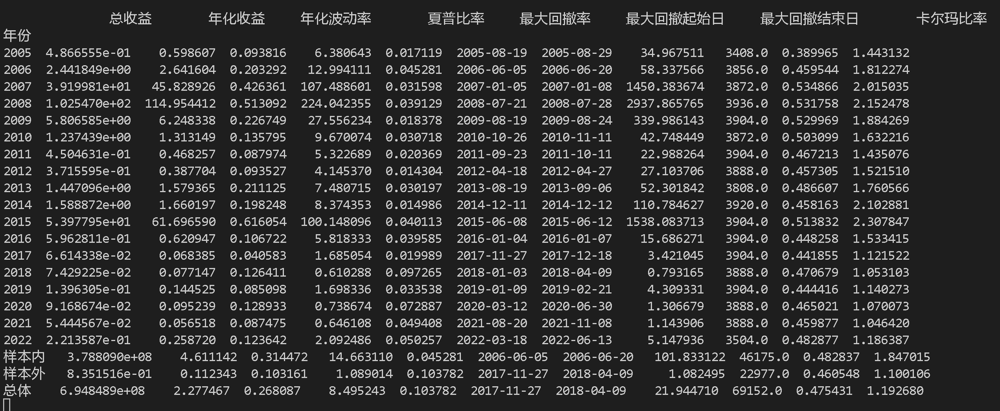 总收益 年化收益 年化波动率 夏普比率 最大回撤率 最大回撤起始日 最大回撤结束日 卡尔玛比率
年份
2005 4.866555e-01 0.598607 0.093816 6.380643 0.017119 2005-08-19 2005-08-29 34.967511 3408.0 0.389965 1.443132
2006 2.441849e+00 2.641604 0.203292 12.994111 0.045281 2006-06-05 2006-06-20 58.337566 3856.0 0.459544 1.812274
2007 3.919981e+01 45.828926 0.426361 107.488601 0.031598 2007-01-05 2007-01-08 1450.383674 3872.0 0.534866 2.015035
2008 1.025470e+02 114.954412 0.513092 224.042355 0.039129 2008-07-21 2008-07-28 2937.865765 3936.0 0.531758 2.152478
2009 5.806585e+00 6.248338 0.226749 27.556234 0.018378 2009-08-19 2009-08-24 339.986143 3904.0 0.529969 1.884269
2010 1.237439e+00 1.313149 0.135795 9.670074 0.030718 2010-10-26 2010-11-11 42.748449 3872.0 0.503099 1.632216
2011 4.504631e-01 0.468257 0.087974 5.322689 0.020369 2011-09-23 2011-10-11 22.988264 3904.0 0.467213 1.435076
2012 3.715595e-01 0.387704 0.093527 4.145370 0.014304 2012-04-18 2012-04-27 27.103706 3888.0 0.457305 1.521510
2013 1.447096e+00 1.579365 0.211125 7.480715 0.030197 2013-08-19 2013-09-06 52.301842 3808.0 0.486607 1.760566
2014 1.588872e+00 1.660197 0.198248 8.374353 0.014986 2014-12-11 2014-12-12 110.784627 3920.0 0.458163 2.102881
2015 5.397795e+01 61.696590 0.616054 100.148096 0.040113 2015-06-08 2015-06-12 1538.083713 3904.0 0.513832 2.307847
2016 5.962811e-01 0.620947 0.106722 5.818333 0.039585 2016-01-04 2016-01-07 15.686271 3904.0 0.448258 1.533415
2017 6.614338e-02 0.068385 0.040583 1.685054 0.019989 2017-11-27 2017-12-18 3.421045 3904.0 0.441855 1.121522
2018 7.429225e-02 0.077147 0.126411 0.610288 0.097265 2018-01-03 2018-04-09 0.793165 3888.0 0.470679 1.053103
2019 1.396305e-01 0.144525 0.085098 1.698336 0.033538 2019-01-09 2019-02-21 4.309331 3904.0 0.444416 1.140273
2020 9.168674e-02 0.095239 0.128933 0.738674 0.072887 2020-03-12 2020-06-30 1.306679 3888.0 0.465021 1.070073
2021 5.444567e-02 0.056518 0.087475 0.646108 0.049408 2021-08-20 2021-11-08 1.143906 3888.0 0.459877 1.046420
2022 2.213587e-01 0.258720 0.123642 2.092486 0.050257 2022-03-18 2022-06-13 5.147936 3504.0 0.482877 1.186387
样本内 3.788090e+08 4.611142 0.314472 14.663110 0.045281 2006-06-05 2006-06-20 101.833122 46175.0 0.482837 1.847015
样本外 8.351516e-01 0.112343 0.103161 1.089014 0.103782 2017-11-27 2018-04-09 1.082495 22977.0 0.460548 1.100106
总体 6.948489e+08 2.277467 0.268087 8.495243 0.103782 2017-11-27 2018-04-09 21.944710 69152.0 0.475431 1.192680